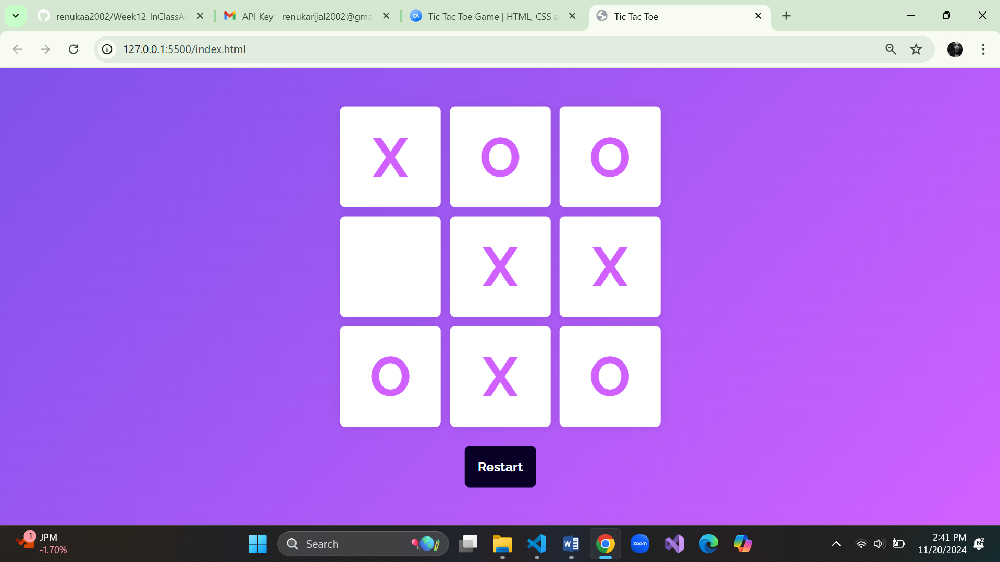 renukaa2002/Week12-InClassAc
API Key - renukarijal2002@gma
Tic Tac Toe Game | HTML, CSS a
Tic Tac Toe
127.0.0.1:5500/index.html
X O O
X X
O X O
Restart
1
JPM
-1.70%
Search
W
zoom
2:41 PM
11/20/2024